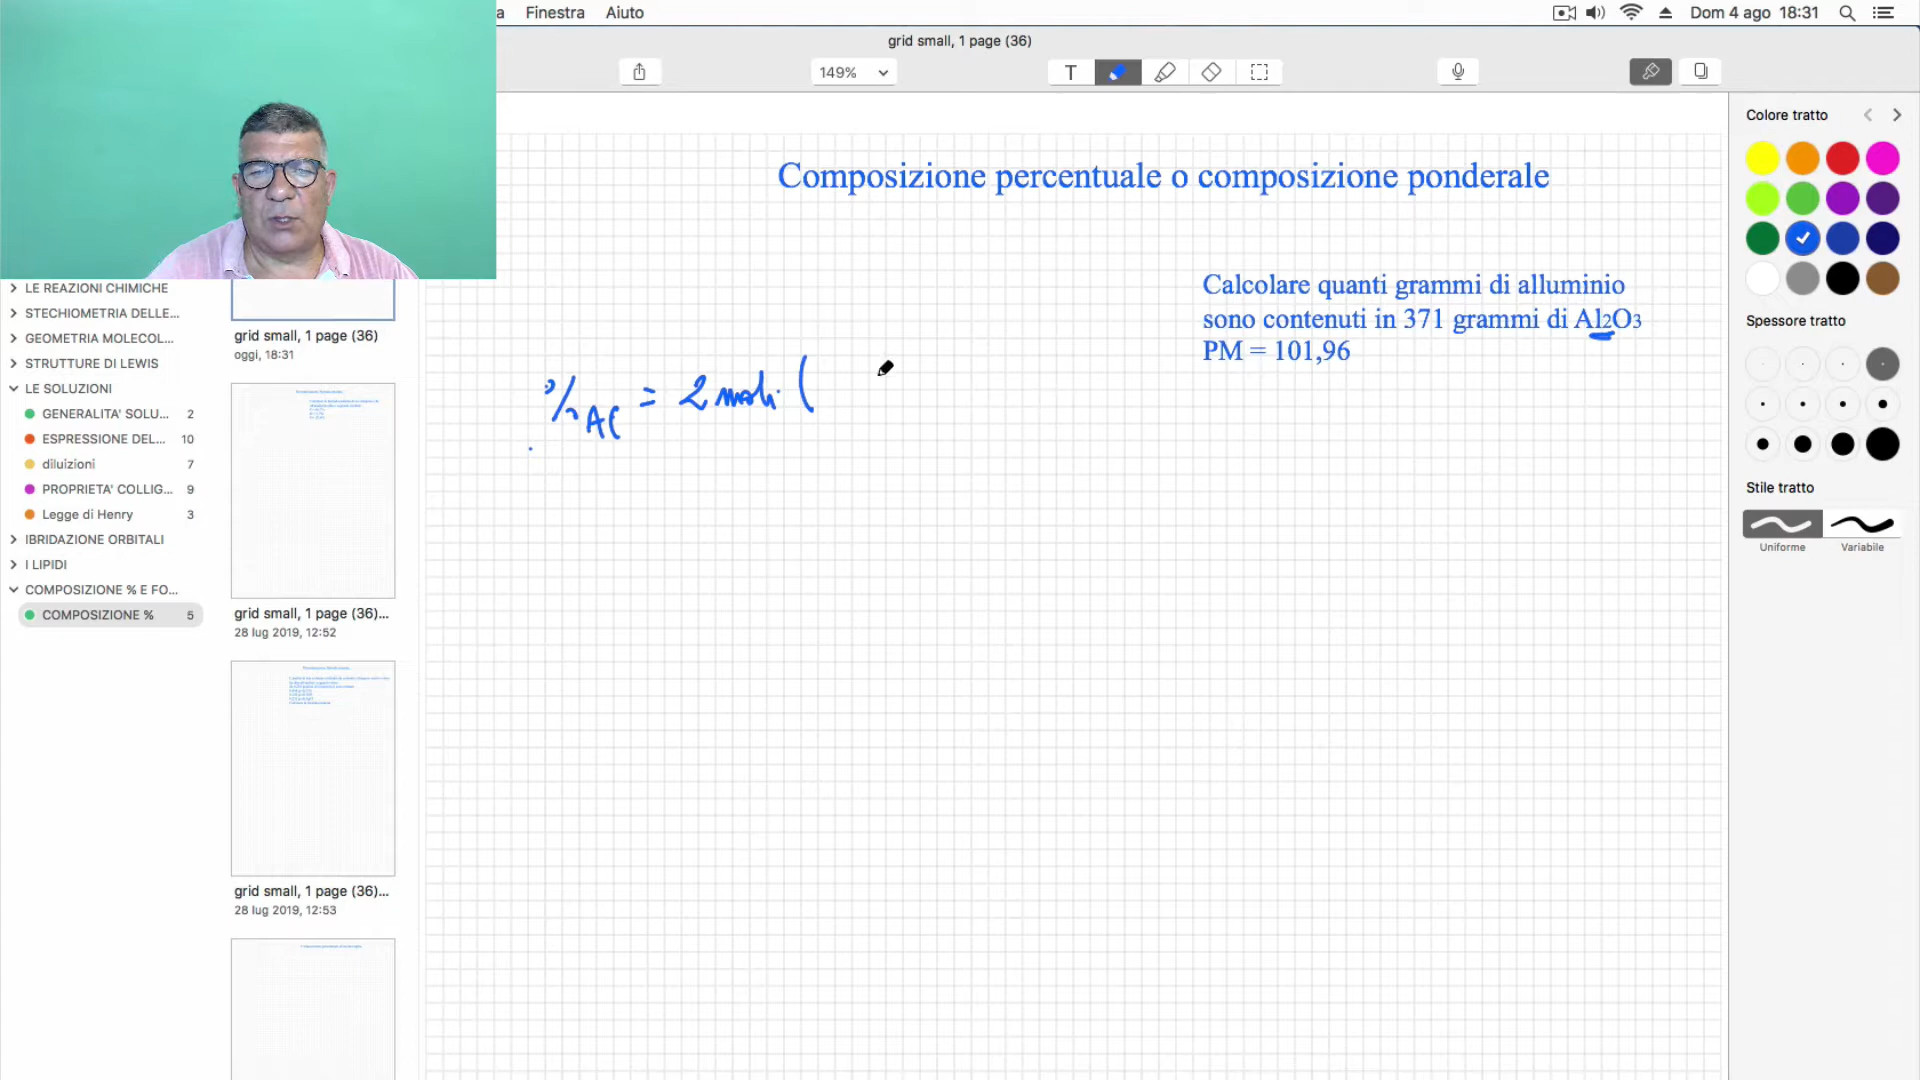 a Finestra Aiuto
Dom 4 ago 18:31
grid small, 1 page (36)
149%
T
LE REAZIONI CHIMICHE
STECHIOMETRIA DELLE...
GEOMETRIA MOLECOL...
STRUTTURE DI LEWIS
LE SOLUZIONI
GENERALITA' SOLU... 2
ESPRESSIONE DEL... 10
diluizioni 7
PROPRIETA' COLLIG... 9
Legge di Henry 3
IBRIDAZIONE ORBITALI
I LIPIDI
COMPOSIZIONE % E FO...
COMPOSIZIONE % 5
grid small, 1 page (36)
oggi, 18:31
grid small, 1 page (36)...
28 lug 2019, 12:52
grid small, 1 page (36)...
28 lug 2019, 12:53
Composizione percentuale o composizione ponderale
Calcolare quanti grammi di alluminio
sono contenuti in 371 grammi di Al2O3
PM = 101,96
% Al = 2 moli · (
Colore tratto
Spessore tratto
Stile tratto
Uniforme Variabile